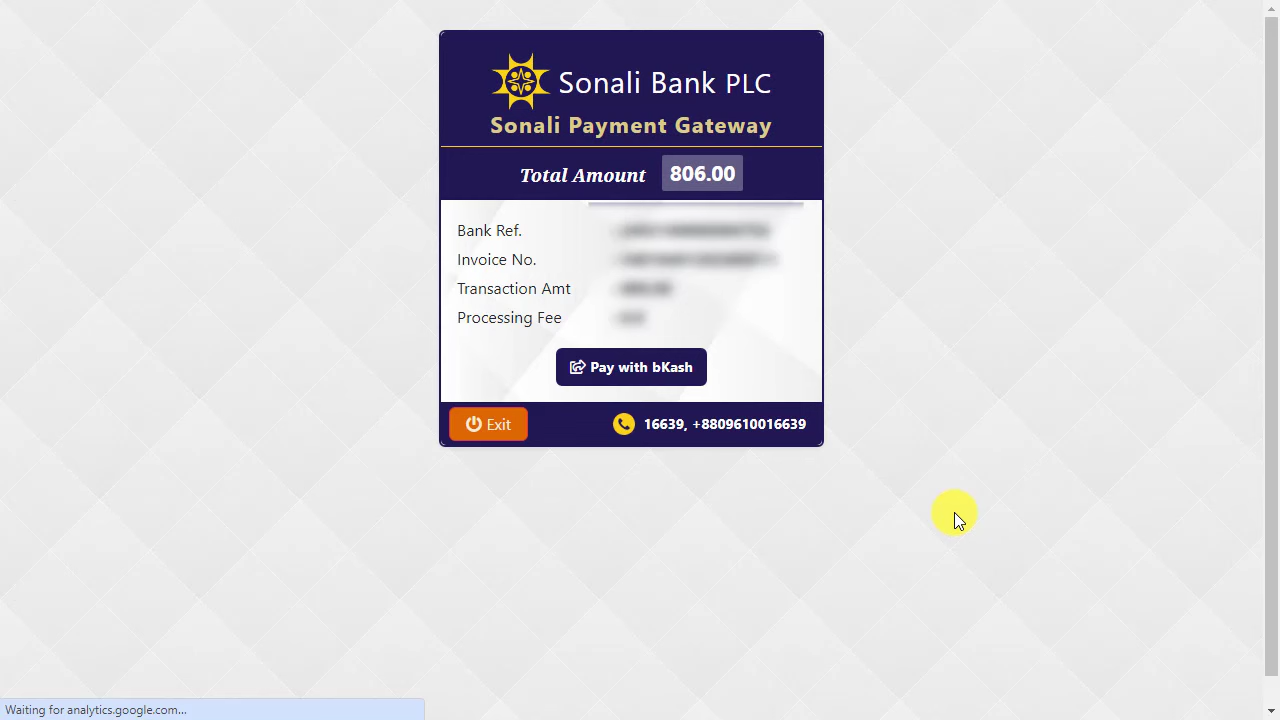 Sonali Bank PLC
Sonali Payment Gateway
Total Amount 806.00
Bank Ref.
Invoice No.
Transaction Amt
Processing Fee
Pay with bKash
Exit 16639, +8809610016639
Waiting for analytics.google.com...